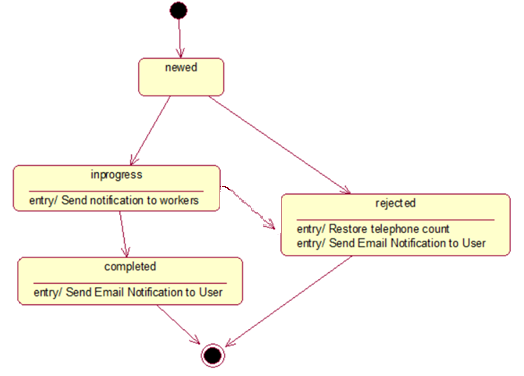 newed
inprogress
entry/ Send notification to workers
rejected
entry/ Restore telephone count
entry/ Send Email Notification to User
completed
entry/ Send Email Notification to User